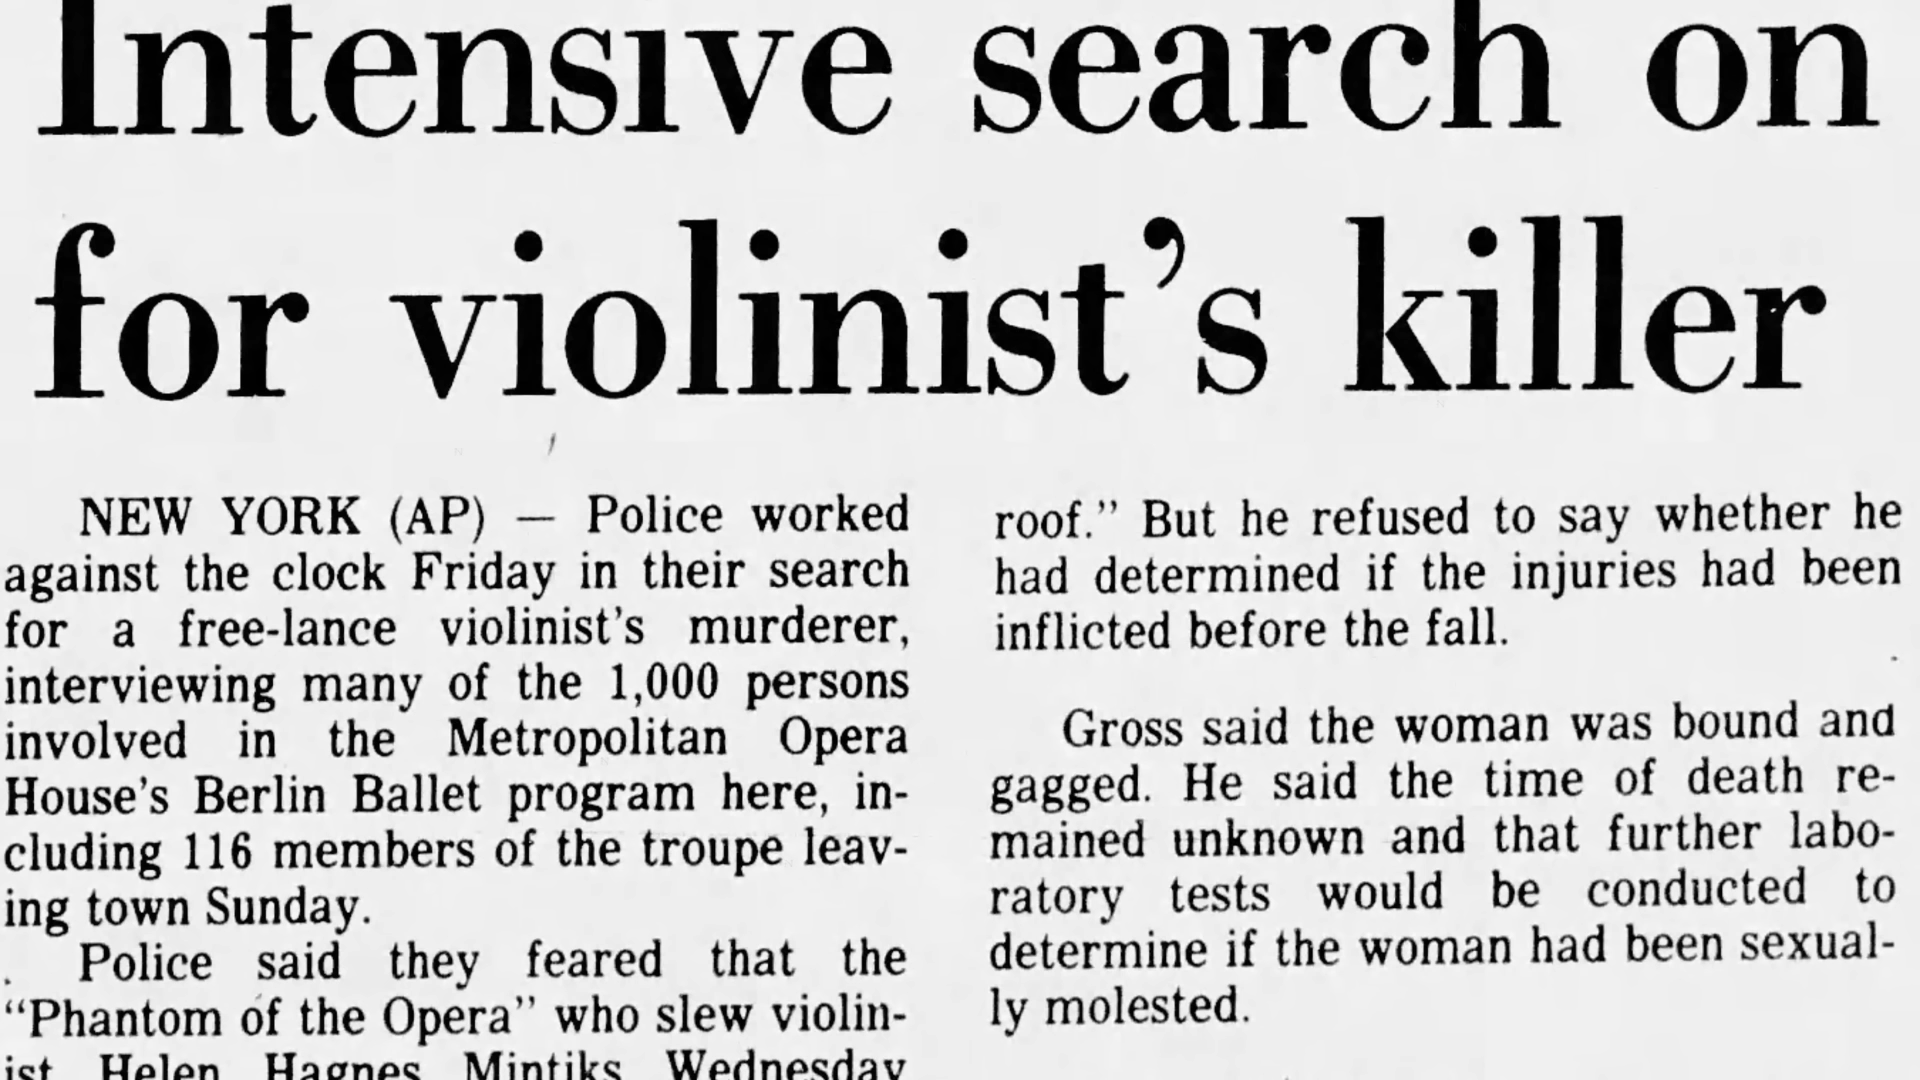 Intensive search on
for violinist's killer
NEW YORK (AP) — Police worked
against the clock Friday in their search
for a free-lance violinist's murderer,
interviewing many of the 1,000 persons
involved in the Metropolitan Opera
House's Berlin Ballet program here, in-
cluding 116 members of the troupe leav-
ing town Sunday.
Police said they feared that the
“Phantom of the Opera” who slew violin-
ist Helen Hagnes Mintiks Wednesday
roof.” But he refused to say whether he
had determined if the injuries had been
inflicted before the fall.
Gross said the woman was bound and
gagged. He said the time of death re-
mained unknown and that further labo-
ratory tests would be conducted to
determine if the woman had been sexual-
ly molested.